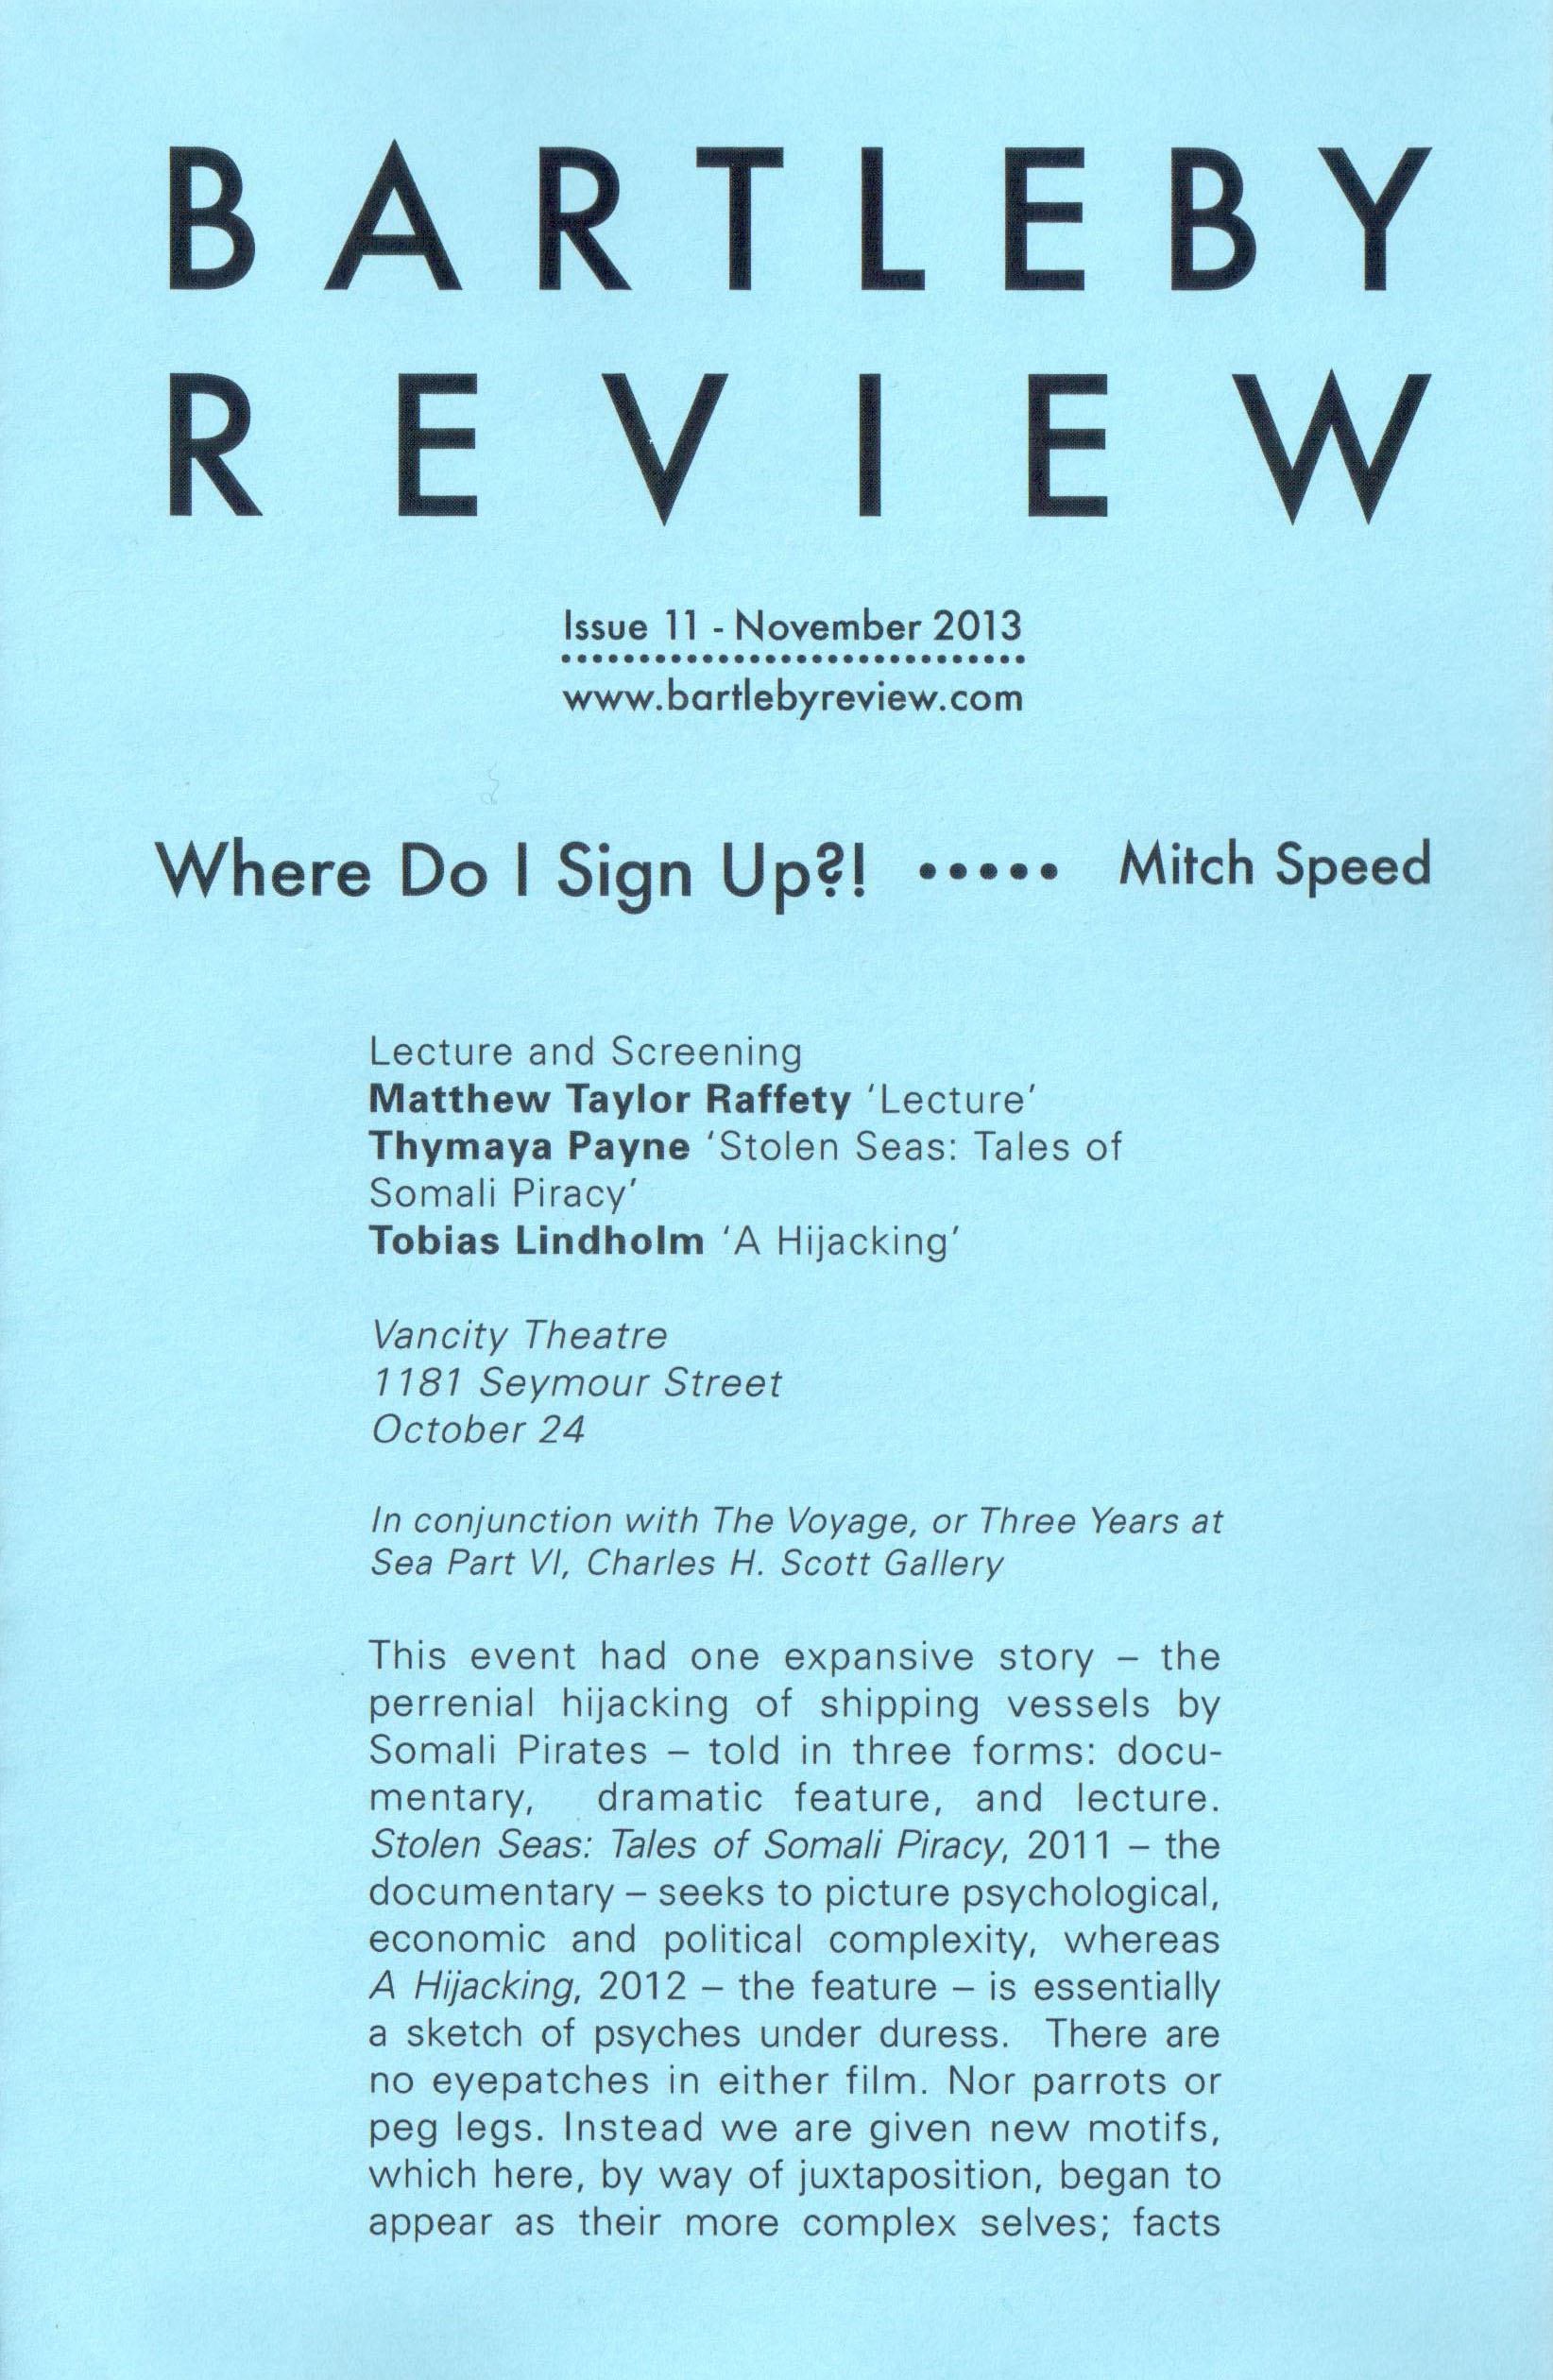 BARTLEBY
REVIEW
Issue 11 - November 2013
www.bartlebyreview.com
Where Do I Sign Up?! ••••• Mitch Speed
Lecture and Screening
Matthew Taylor Raffety ‘Lecture’
Thymaya Payne ‘Stolen Seas: Tales of
Somali Piracy’
Tobias Lindholm ‘A Hijacking’
Vancity Theatre
1181 Seymour Street
October 24
In conjunction with The Voyage, or Three Years at
Sea Part VI, Charles H. Scott Gallery
This event had one expansive story – the
perrenial hijacking of shipping vessels by
Somali Pirates – told in three forms: docu-
mentary, dramatic feature, and lecture.
Stolen Seas: Tales of Somali Piracy, 2011 – the
documentary – seeks to picture psychological,
economic and political complexity, whereas
A Hijacking, 2012 – the feature – is essentially
a sketch of psyches under duress. There are
no eyepatches in either film. Nor parrots or
peg legs. Instead we are given new motifs,
which here, by way of juxtaposition, began to
appear as their more complex selves; facts